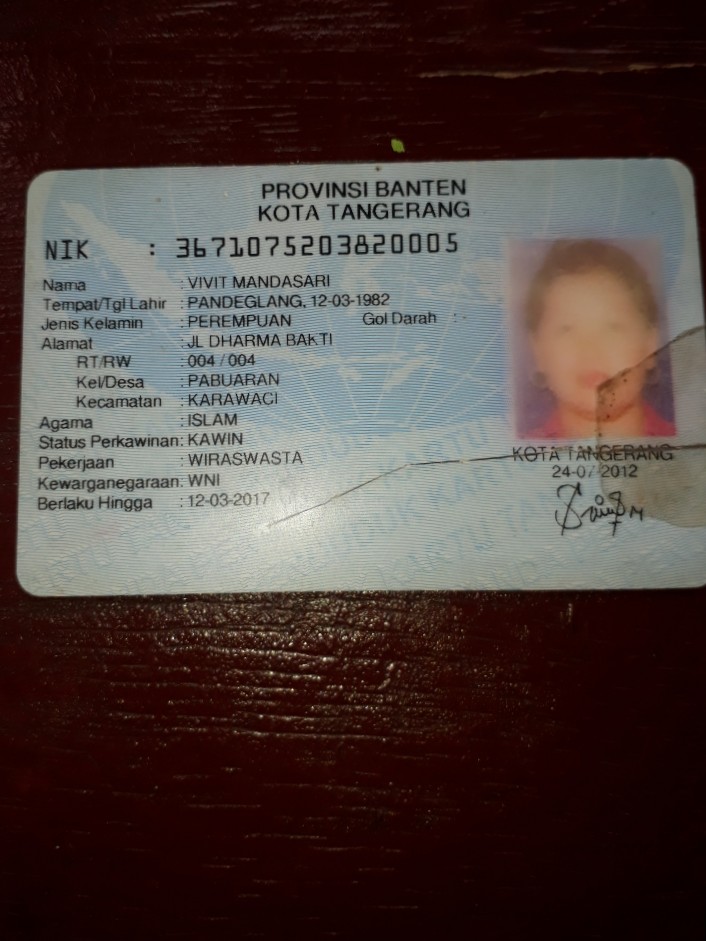 PROVINSI BANTEN
KOTA TANGERANG
NIK : 3671075203820005
Nama : VIVIT MANDASARI
Tempat/Tgl Lahir : PANDEGLANG, 12-03-1982
Jenis Kelamin : PEREMPUAN Gol Darah :
Alamat : JL DHARMA BAKTI
RT/RW : 004 / 004
Kel/Desa : PABUARAN
Kecamatan : KARAWACI
Agama : ISLAM
Status Perkawinan: KAWIN
Pekerjaan : WIRASWASTA
Kewarganegaraan: WNI
Berlaku Hingga : 12-03-2017
KOTA TANGERANG
24-07-2012